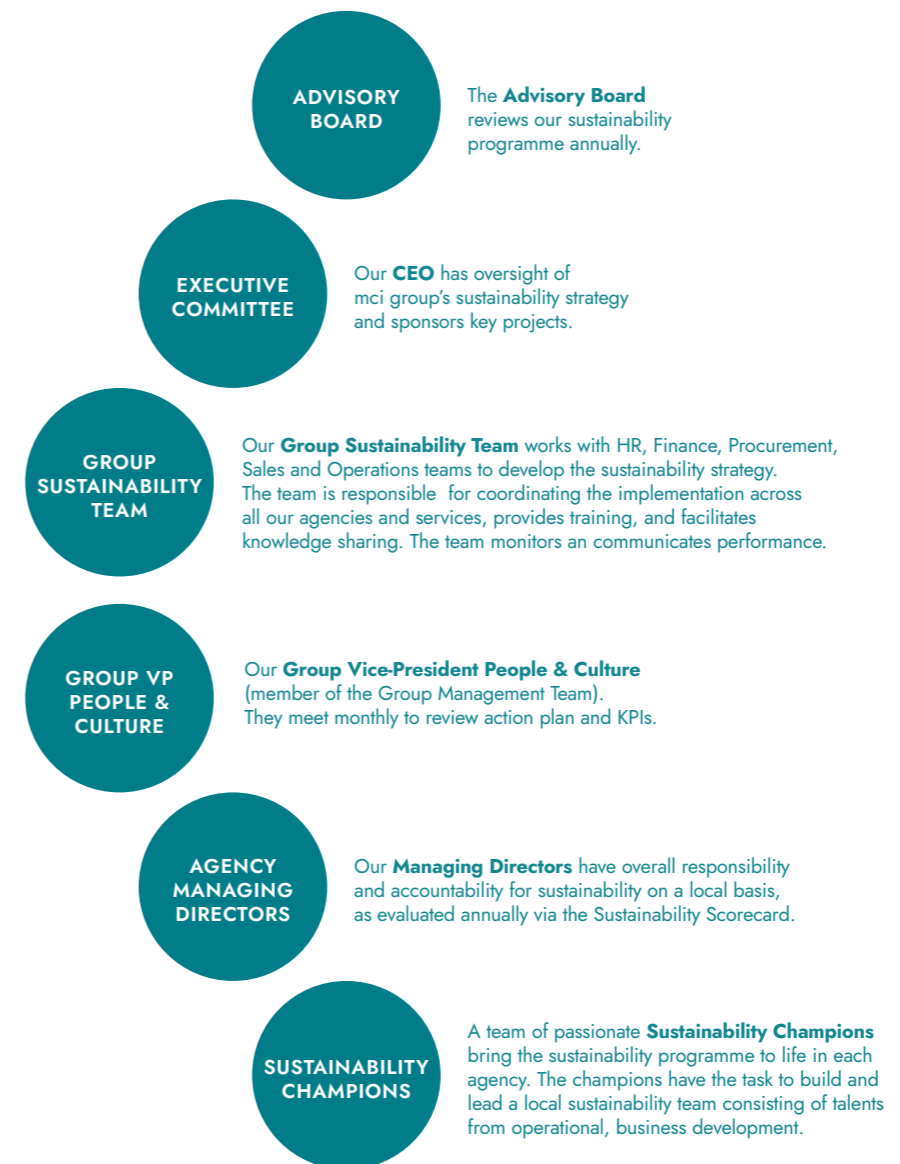 ADVISORY
BOARD
The Advisory Board
reviews our sustainability
programme annually.
EXECUTIVE
COMMITTEE
Our CEO has oversight of
mci group's sustainability strategy
and sponsors key projects.
GROUP
SUSTAINABILITY
TEAM
Our Group Sustainability Team works with HR, Finance, Procurement,
Sales and Operations teams to develop the sustainability strategy.
The team is responsible  for coordinating the implementation across
all our agencies and services, provides training, and facilitates
knowledge sharing. The team monitors an communicates performance.
GROUP VP
PEOPLE &
CULTURE
Our Group Vice-President People & Culture
(member of the Group Management Team).
They meet monthly to review action plan and KPIs.
AGENCY
MANAGING
DIRECTORS
Our Managing Directors have overall responsibility
and accountability for sustainability on a local basis,
as evaluated annually via the Sustainability Scorecard.
SUSTAINABILITY
CHAMPIONS
A team of passionate Sustainability Champions
bring the sustainability programme to life in each
agency. The champions have the task to build and
lead a local sustainability team consisting of talents
from operational, business development.